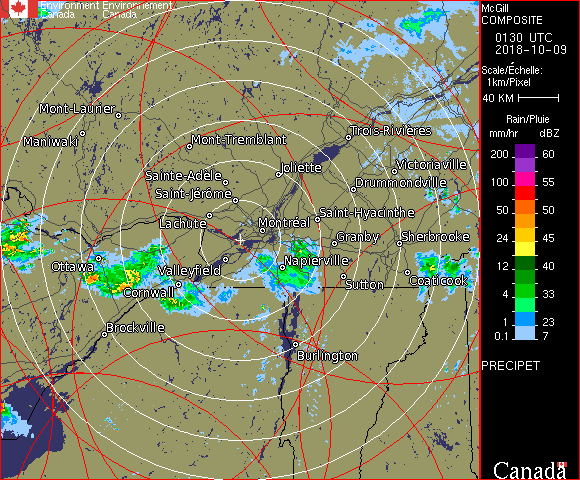 Environment Environnement
Canada Canada
McGill
COMPOSITE
0130 UTC
2018-10-09
Scale/Échelle:
1km/Pixel
40 KM
Rain/Pluie
mm/hr dBZ
200 60
155 55
100 55
50 50
24 45
12 40
4 33
1 23
0.1 7
PRECIPET
Canada
Mont-Laurier
Maniwaki
Mont-Tremblant
Trois-Rivières
Sainte-Adèle
Joliette
Victoriaville
Saint-Jérôme
Drummondville
Lachute
Montréal
Saint-Hyacinthe
Granby
Sherbrooke
Ottawa
Valleyfield
Napierville
Cornwall
Sutton
Coaticook
Brockville
Burlington